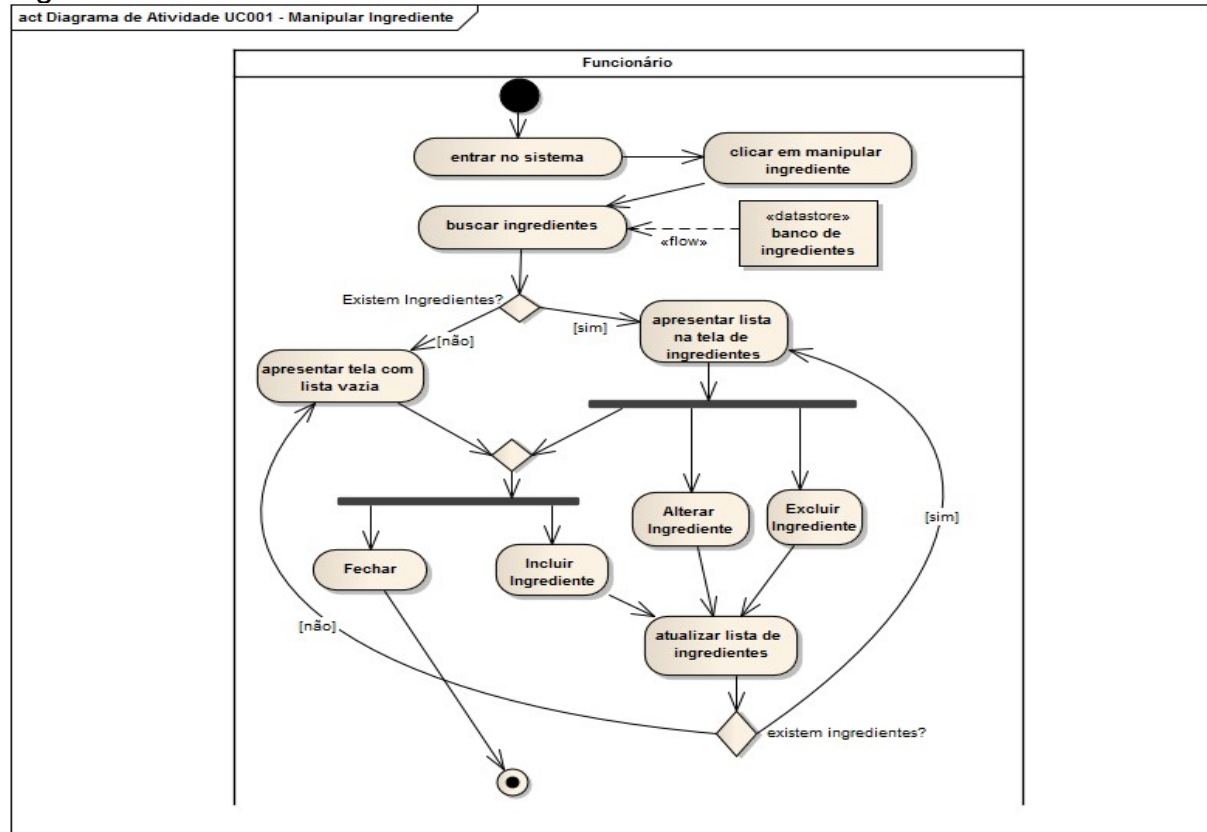 act Diagrama de Atividade UC001 - Manipular Ingrediente
Funcionário
entrar no sistema
clicar em manipular
ingrediente
buscar ingredientes
«datastore»
banco de
ingredientes
«flow»
Existem Ingredientes?
[não]
[sim]
apresentar lista
na tela de
ingredientes
apresentar tela com
lista vazia
Alterar
Ingrediente
Excluir
Ingrediente
[sim]
Fechar
Incluir
Ingrediente
[não]
atualizar lista de
ingredientes
existem ingredientes?